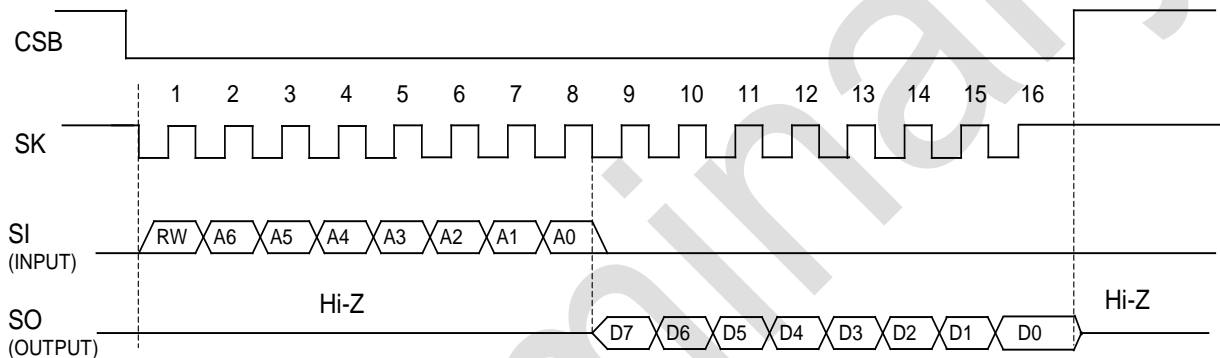 CSB
1 2 3 4 5 6 7 8 9 10 11 12 13 14 15 16
SK
SI
(INPUT)
RW A6 A5 A4 A3 A2 A1 A0
Hi-Z
Hi-Z
SO
(OUTPUT)
D7 D6 D5 D4 D3 D2 D1 D0
minary